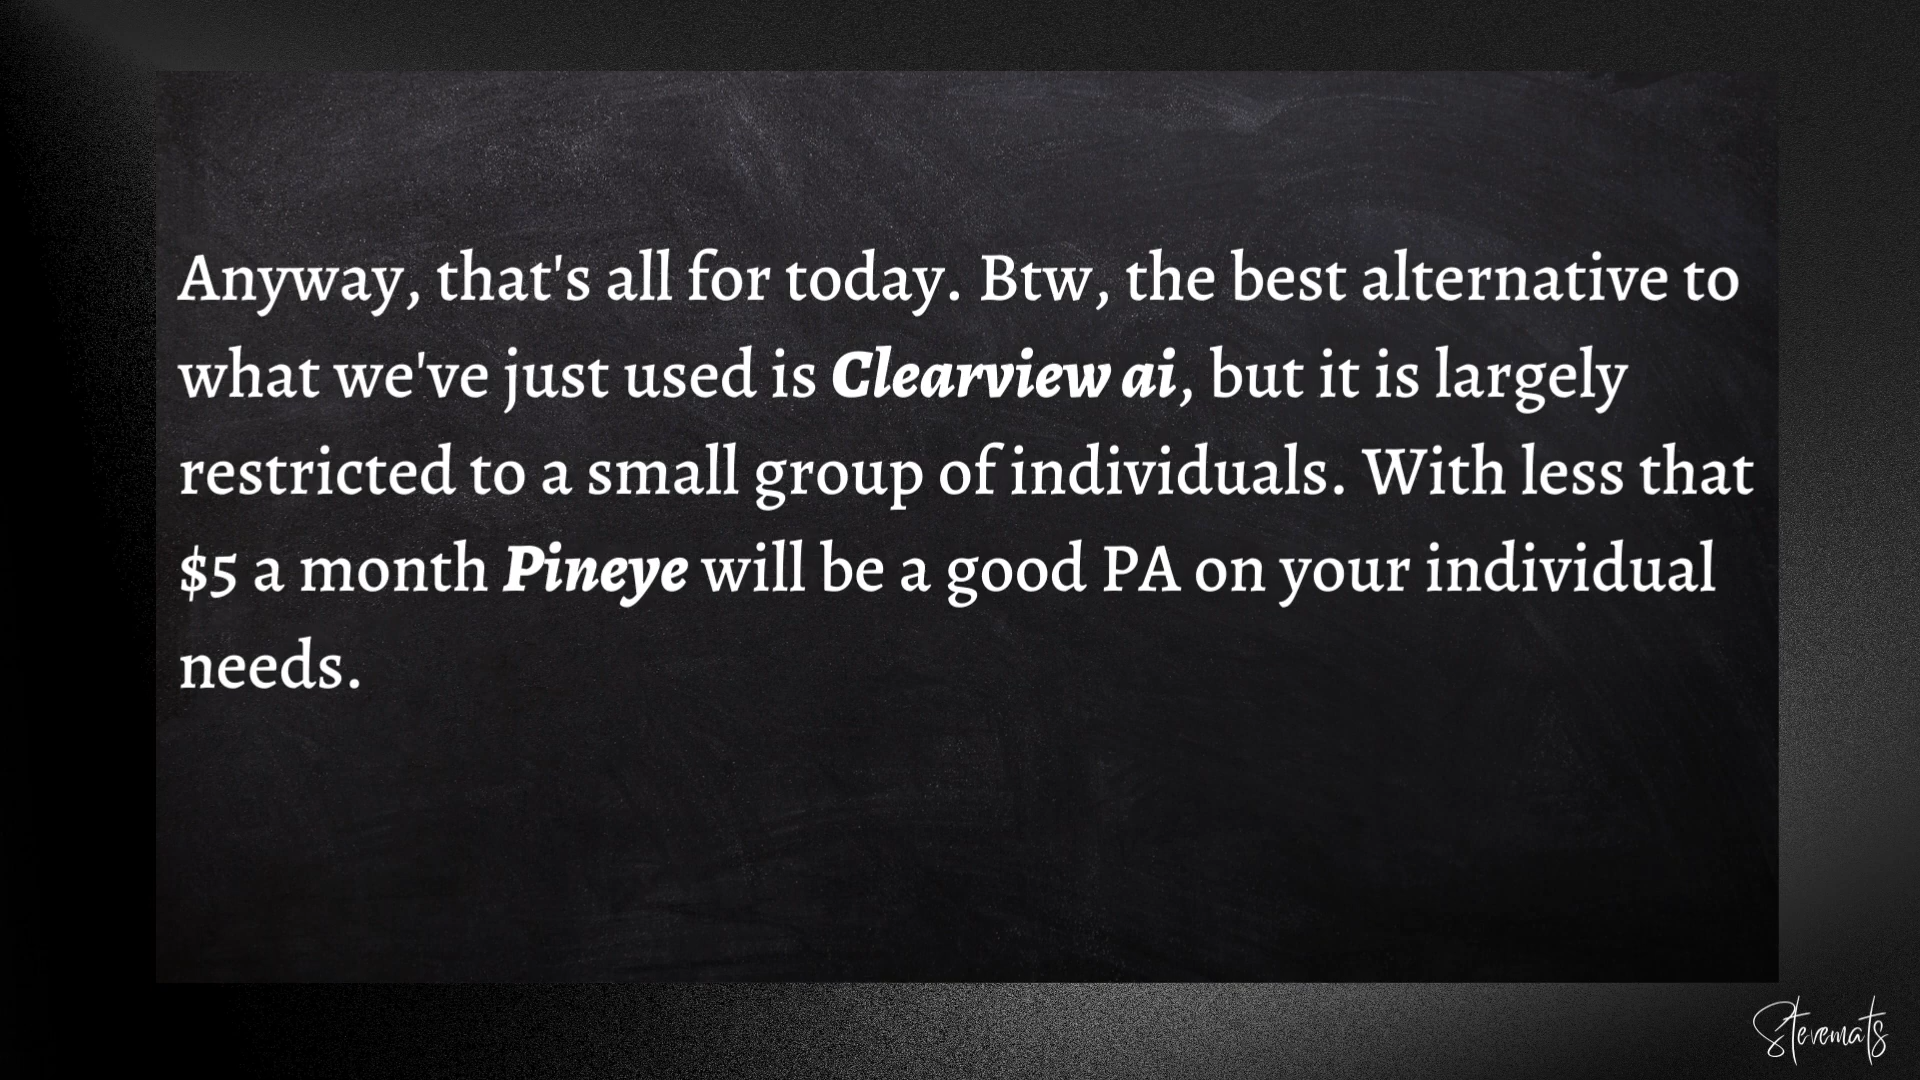 Anyway, that's all for today. Btw, the best alternative to
what we've just used is Clearview ai, but it is largely
restricted to a small group of individuals. With less that
$5 a month Pineye will be a good PA on your individual
needs.
Stevemats